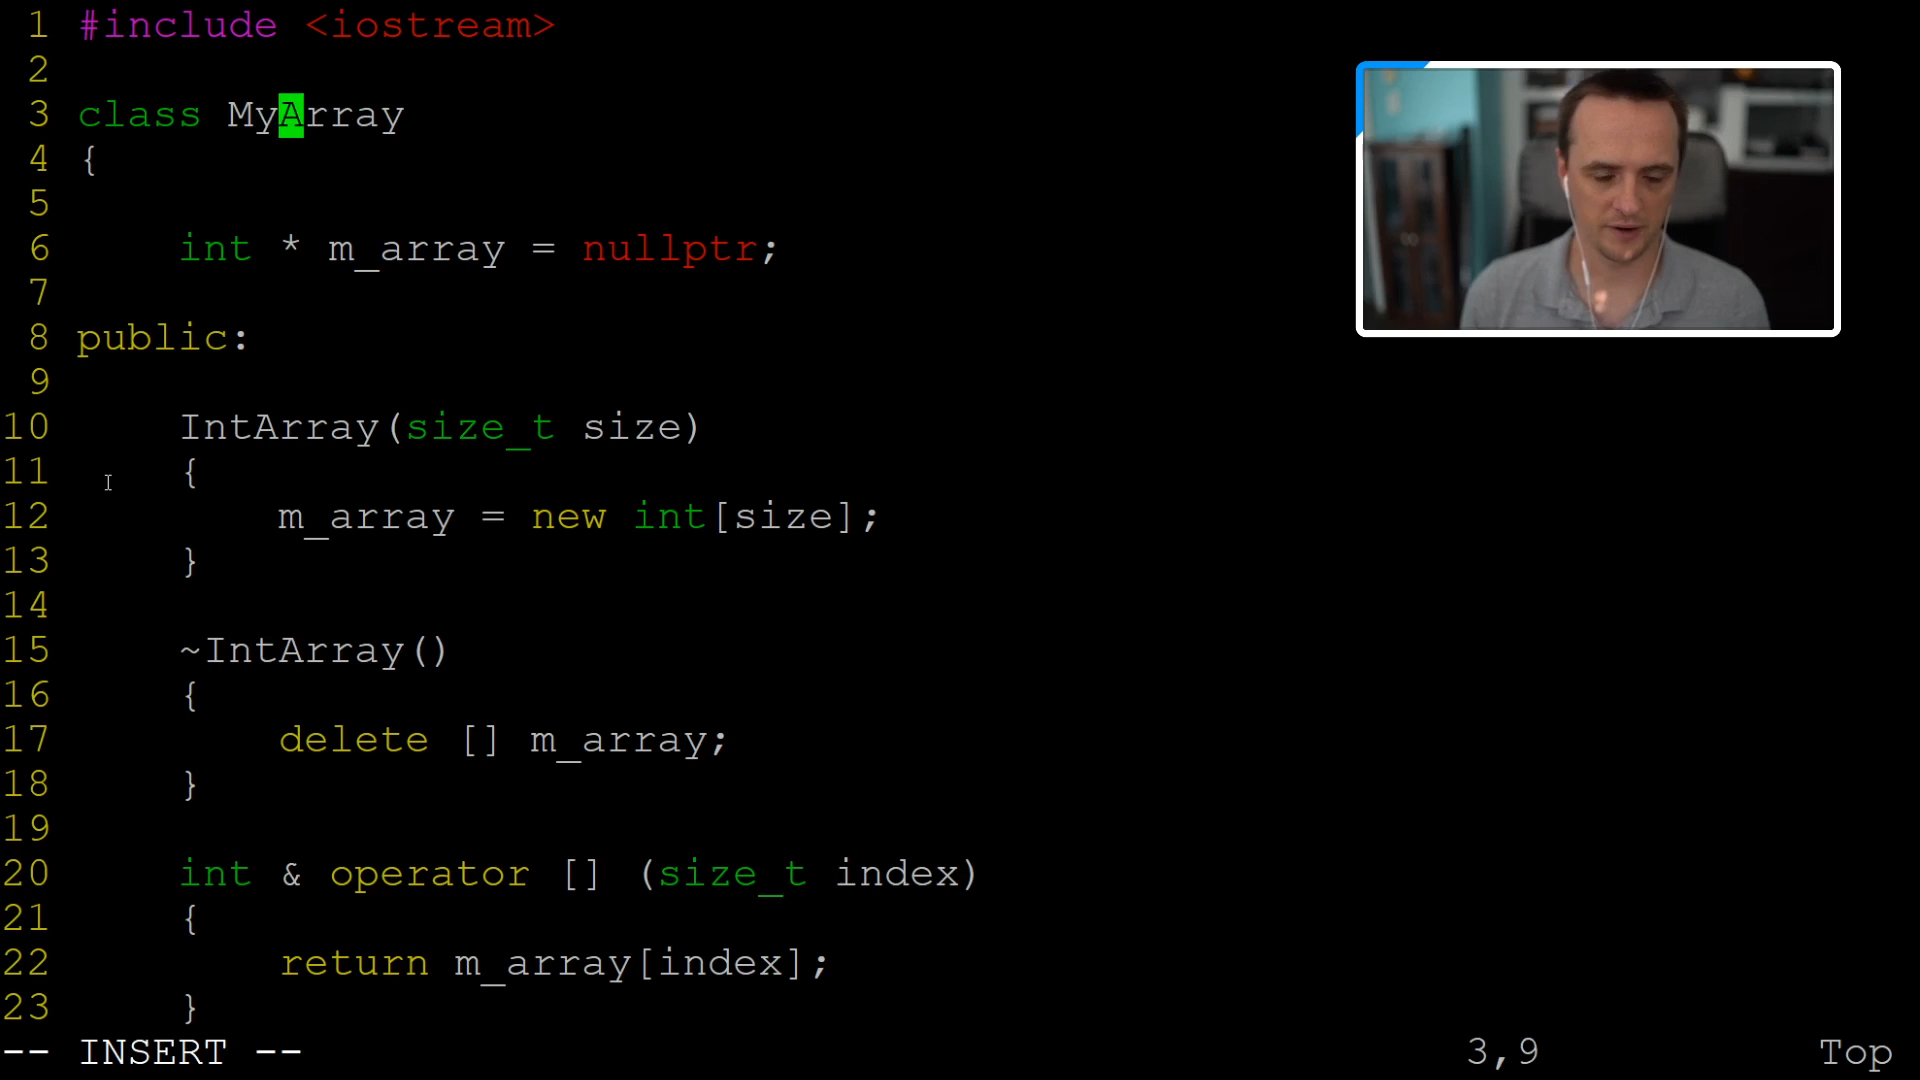 1 #include <iostream>
2
3 class MyArray
4 {
5
6 int * m_array = nullptr;
7
8 public:
9
10 IntArray(size_t size)
11 {
12 m_array = new int[size];
13 }
14
15 ~IntArray()
16 {
17 delete [] m_array;
18 }
19
20 int & operator [] (size_t index)
21 {
22 return m_array[index];
23 }
-- INSERT -- 3,9 Top